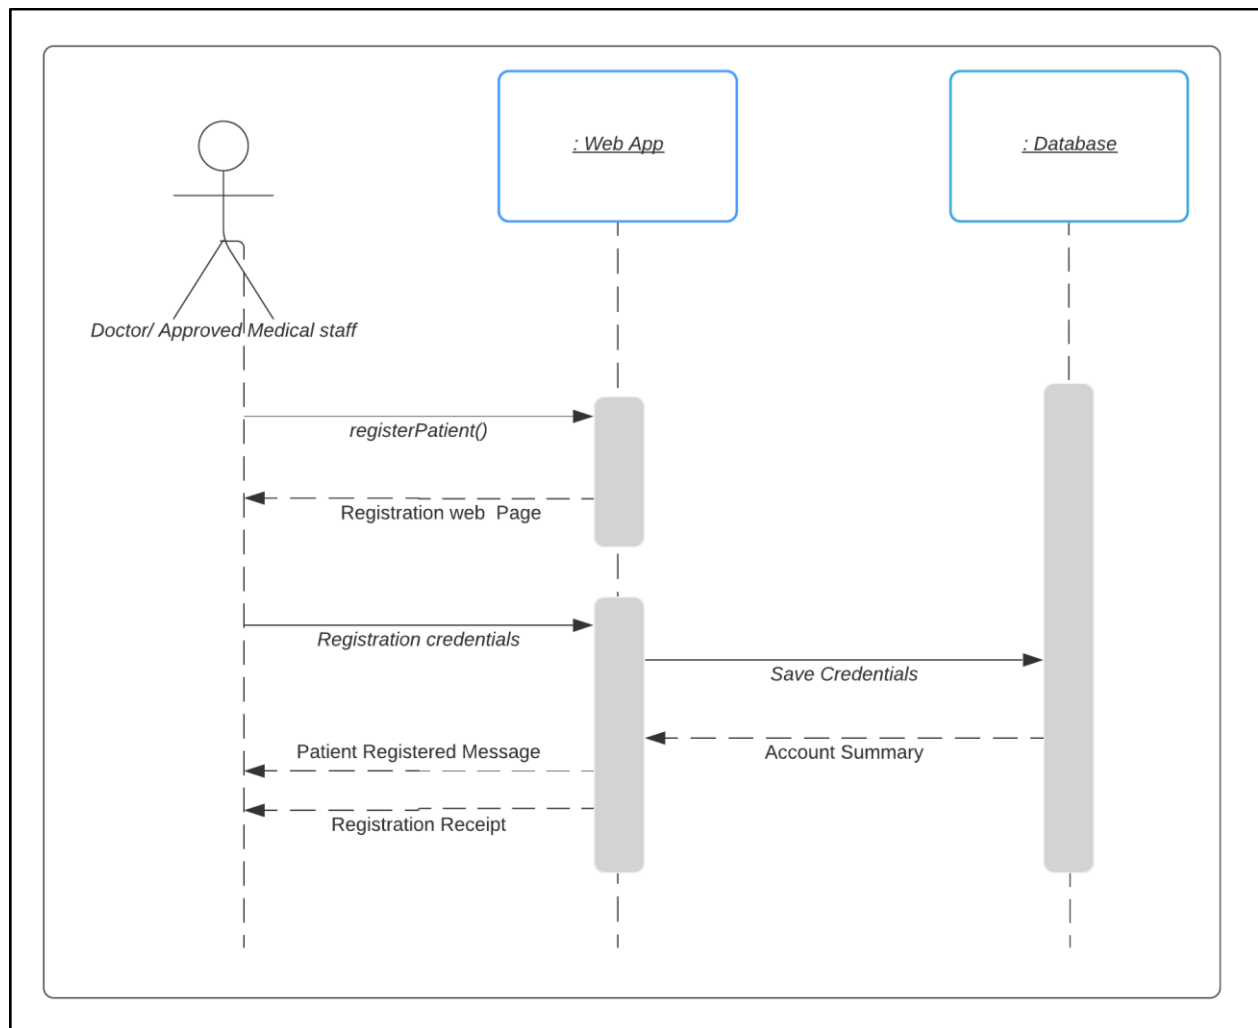 : Web App
: Database
Doctor/ Approved Medical staff
registerPatient()
Registration web  Page
Registration credentials
Save Credentials
Patient Registered Message
Account Summary
Registration Receipt